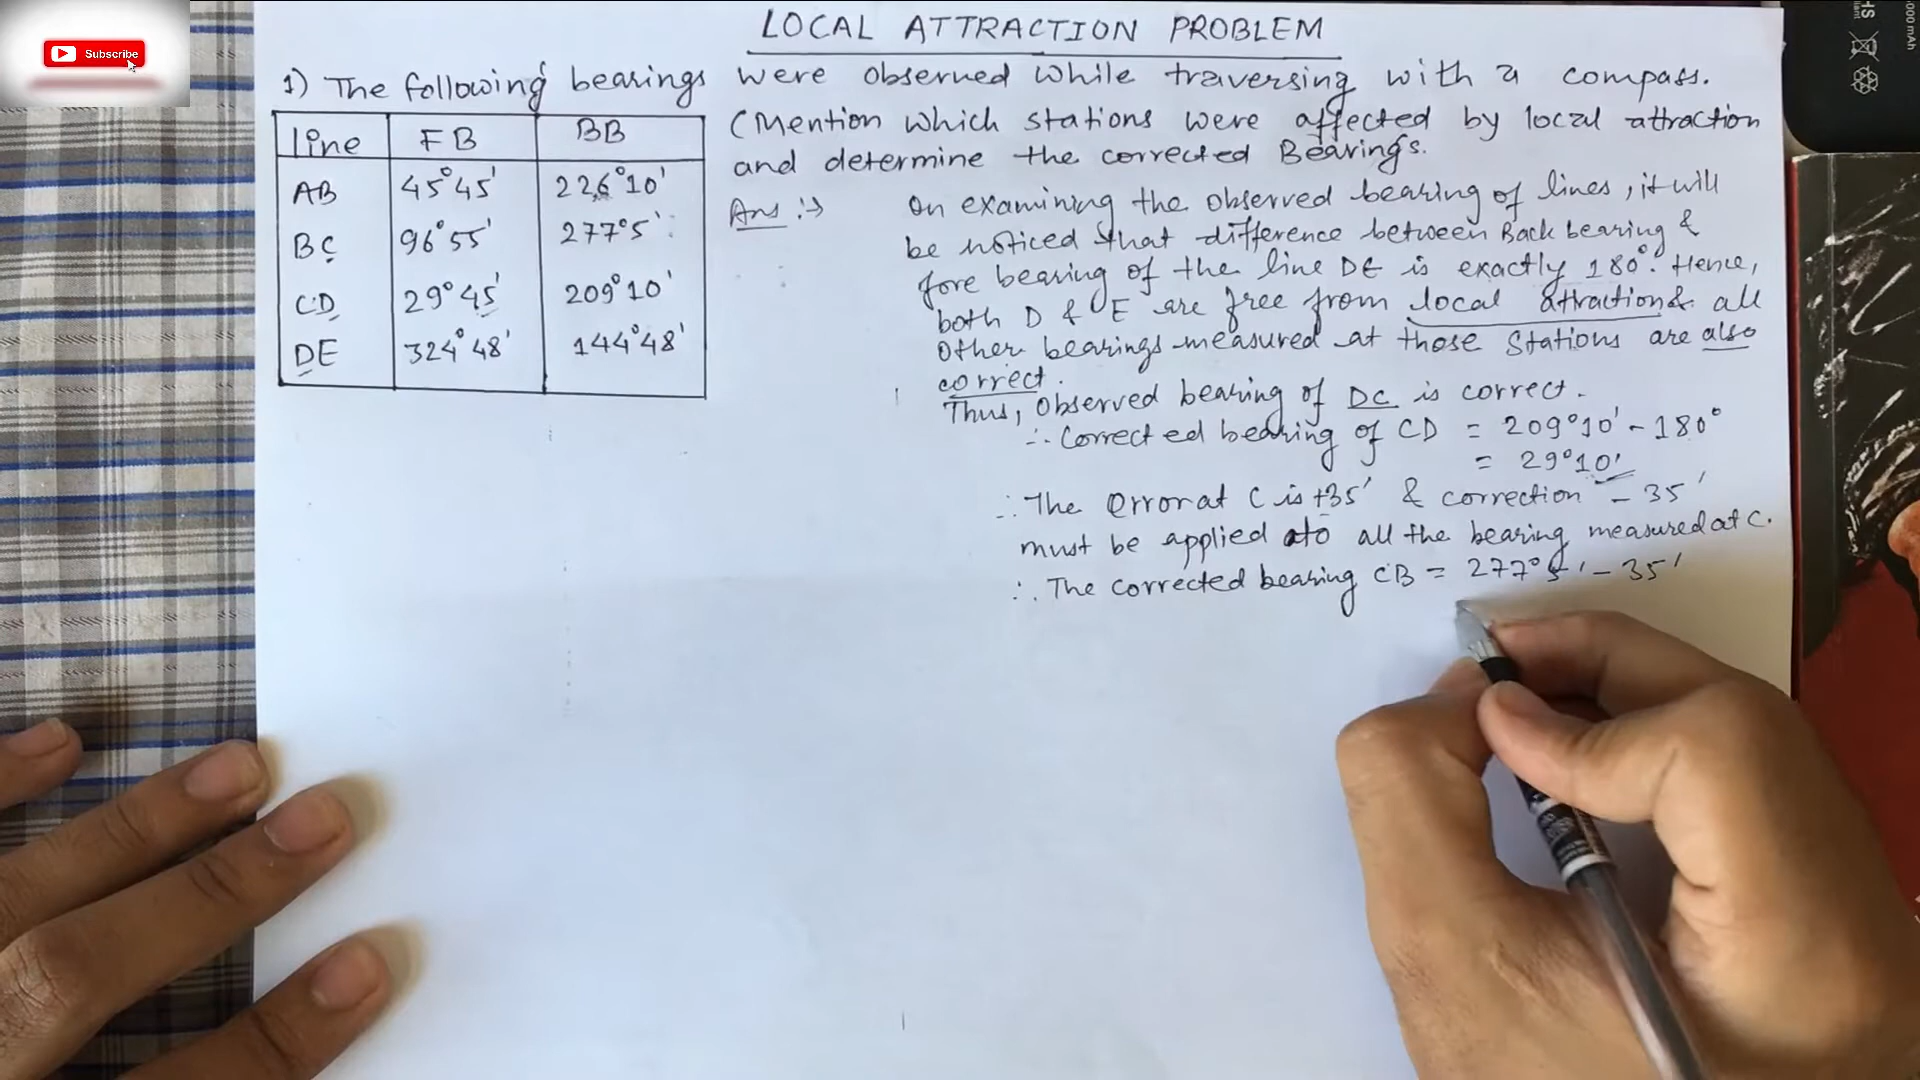 Subscribe
HS
5000 mAh
LOCAL ATTRACTION PROBLEM
1) The following bearings were observed while traversing with a compass.
(Mention which stations were affected by local attraction
and determine the corrected Bearings.
line FB BB
AB 45°45' 226°10'
BC 96°55' 277°5'
CD 29°45' 209°10'
DE 324°48' 144°48'
Ans :→ On examining the observed bearing of lines, it will
be noticed that difference between Back bearing &
fore bearing of the line DE is exactly 180°. Hence,
both D & E are free from local attraction & all
other bearings measured at those stations are also
correct.
Thus, observed bearing of DC is correct.
∴ Corrected bearing of CD = 209°10' - 180°
= 29°10'
∴ The error at C is +35' & correction - 35'
must be applied to all the bearing measured at C.
∴ The corrected bearing CB = 277°5' - 35'